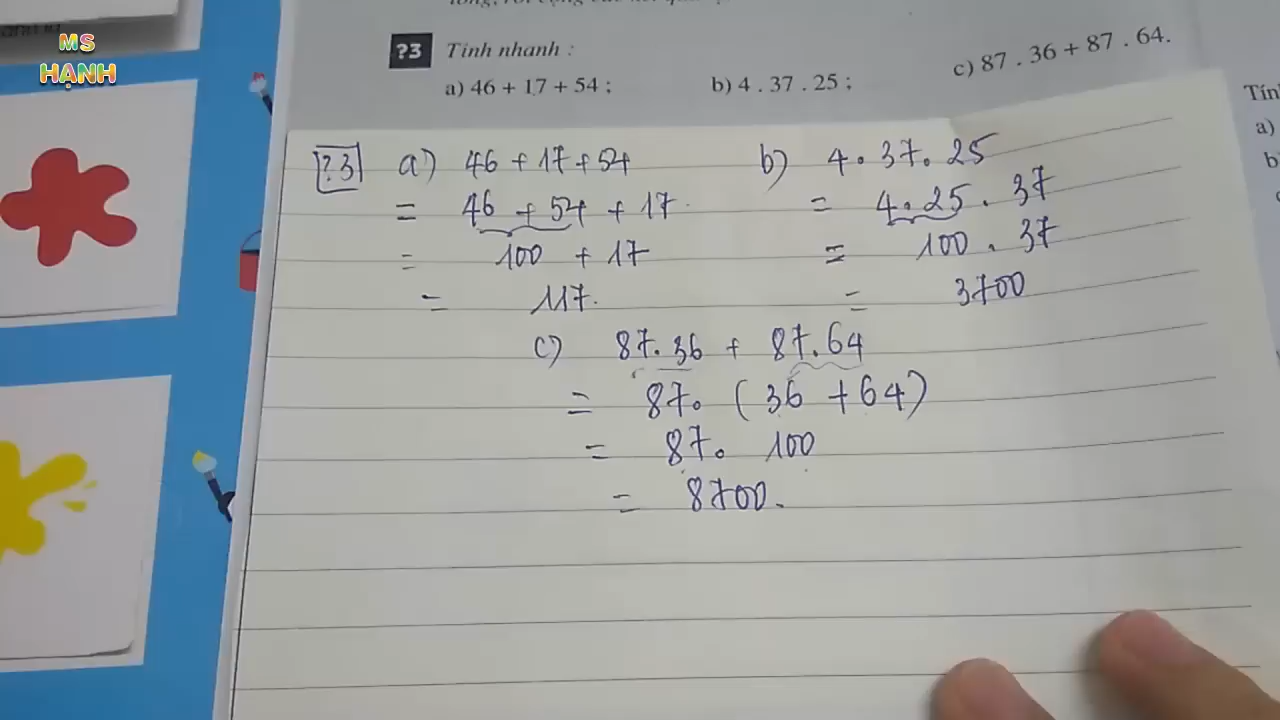 MS
HẠNH
?3 Tính nhanh :
a) 46 + 17 + 54 ; b) 4 . 37 . 25 ; c) 87 . 36 + 87 . 64.
Tín
a)
b
?3 a) 46 + 17 + 54
= 46 + 54 + 17.
= 100 + 17
= 117.
b) 4 . 37 . 25
= 4 . 25 . 37
= 100 . 37
= 3700
c) 87 . 36 + 87 . 64
= 87 . (36 + 64)
= 87 . 100
= 8700.